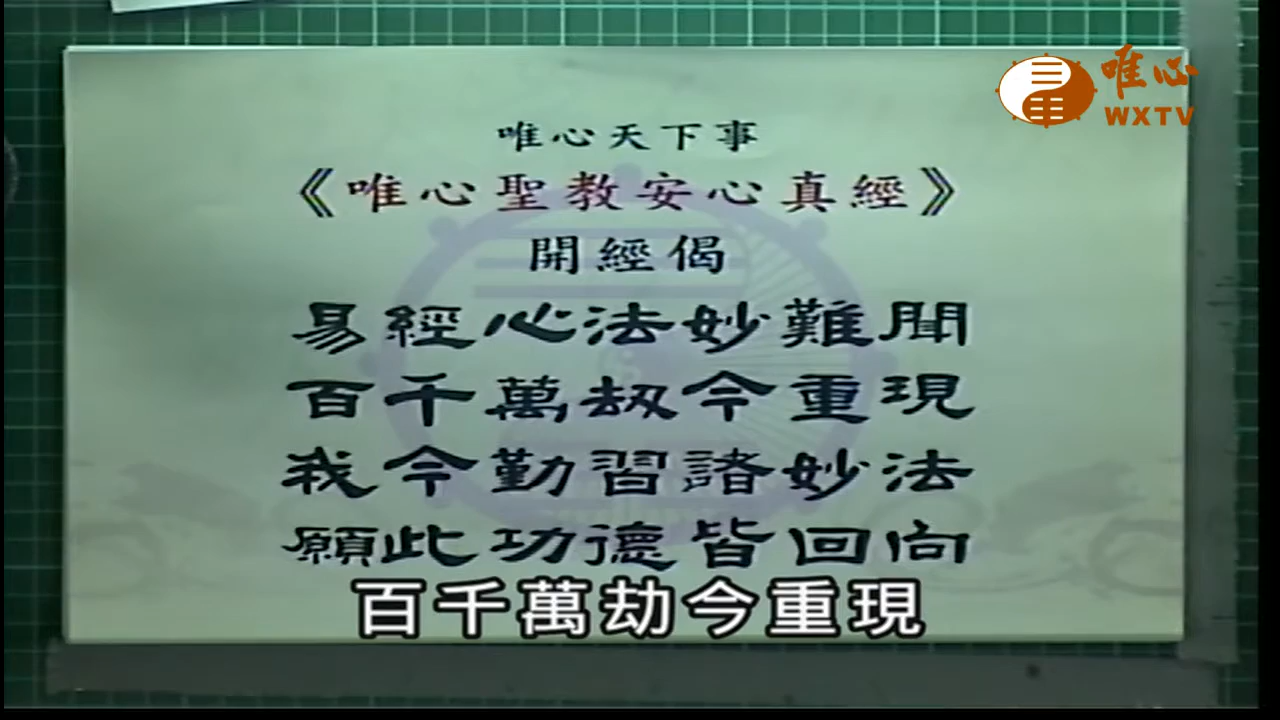 唯心
WXTV
唯心天下事
《唯心聖教安心真經》
開經偈
易經心法妙難聞
百千萬刼今重現
我今勤習諸妙法
願此功德皆回向
百千萬劫今重現